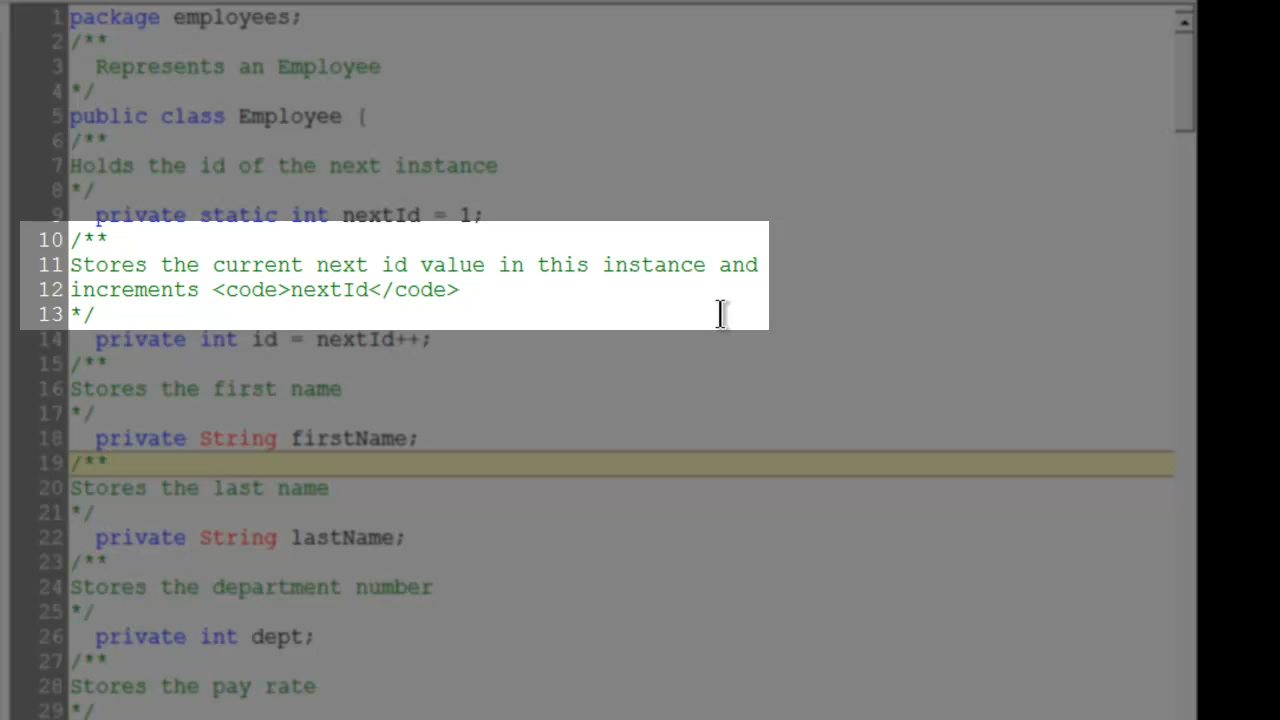 1 package employees;
2 /**
3 Represents an Employee
4 */
5 public class Employee {
6 /**
7 Holds the id of the next instance
8 */
9 private static int nextId = 1;
10 /**
11 Stores the current next id value in this instance and
12 increments <code>nextId</code>
13 */
14 private int id = nextId++;
15 /**
16 Stores the first name
17 */
18 private String firstName;
19 /**
20 Stores the last name
21 */
22 private String lastName;
23 /**
24 Stores the department number
25 */
26 private int dept;
27 /**
28 Stores the pay rate
29 */